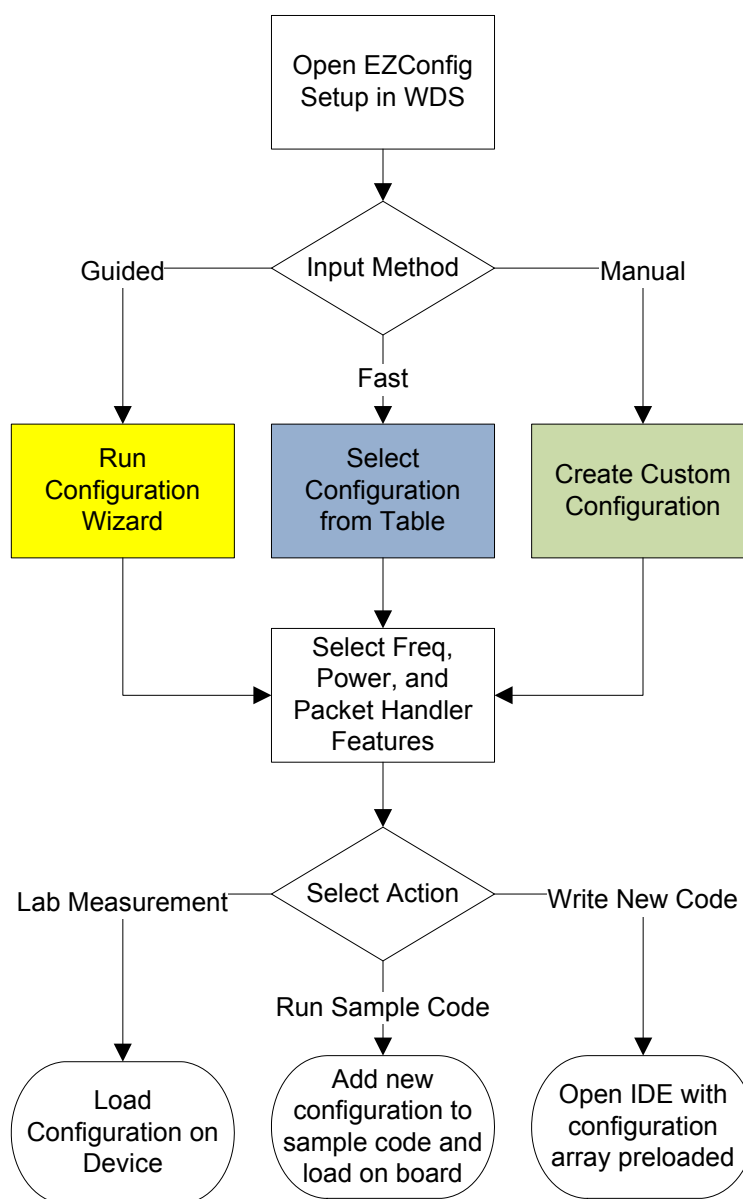 Open EZConfig
Setup in WDS
Input Method
Guided
Manual
Fast
Run
Configuration
Wizard
Select
Configuration
from Table
Create Custom
Configuration
Select Freq,
Power, and
Packet Handler
Features
Select Action
Lab Measurement
Write New Code
Run Sample Code
Load
Configuration on
Device
Add new
configuration to
sample code and
load on board
Open IDE with
configuration
array preloaded